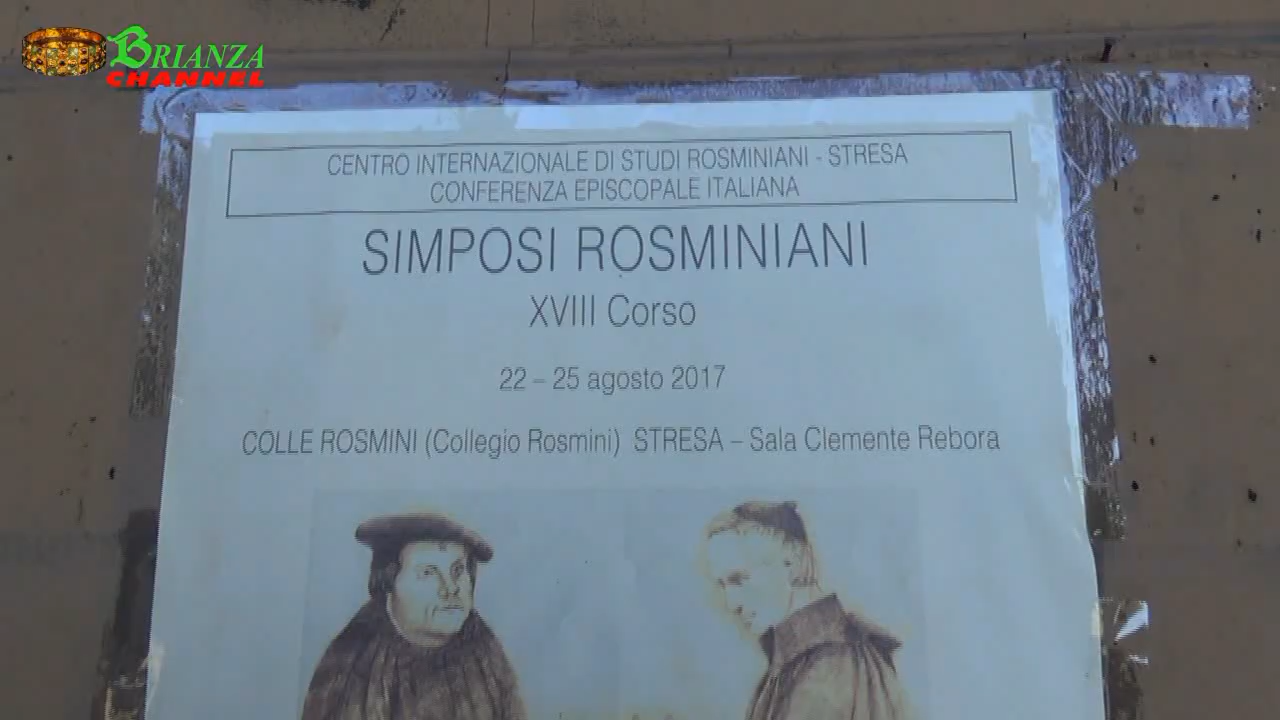 BRIANZA
CHANNEL
CENTRO INTERNAZIONALE DI STUDI ROSMINIANI - STRESA
CONFERENZA EPISCOPALE ITALIANA
SIMPOSI ROSMINIANI
XVIII Corso
22 – 25 agosto 2017
COLLE ROSMINI (Collegio Rosmini) STRESA – Sala Clemente Rebora